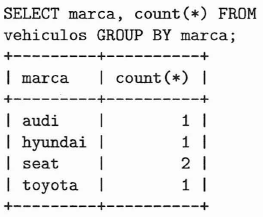 SELECT marca, count(*) FROM
vehiculos GROUP BY marca;
+---------+----------+
| marca   | count(*) |
+---------+----------+
| audi    |        1 |
| hyundai |        1 |
| seat    |        2 |
| toyota  |        1 |
+---------+----------+